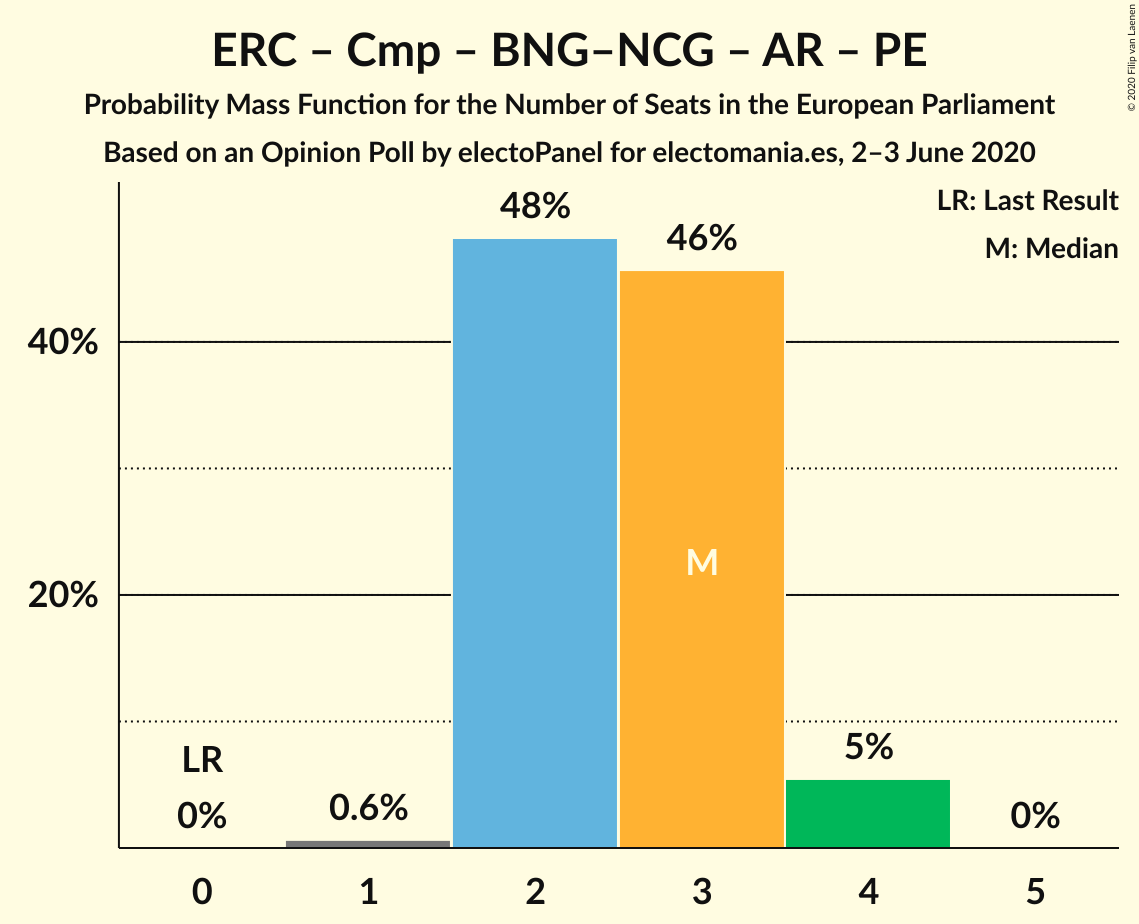 ERC – Cmp – BNG–NCG – AR – PE
Probability Mass Function for the Number of Seats in the European Parliament
Based on an Opinion Poll by electoPanel for electomania.es, 2–3 June 2020
© 2020 Filip van Laenen
LR: Last Result
M: Median
48%
46%
40%
M
20%
LR
5%
0%
0.6%
0%
0 1 2 3 4 5